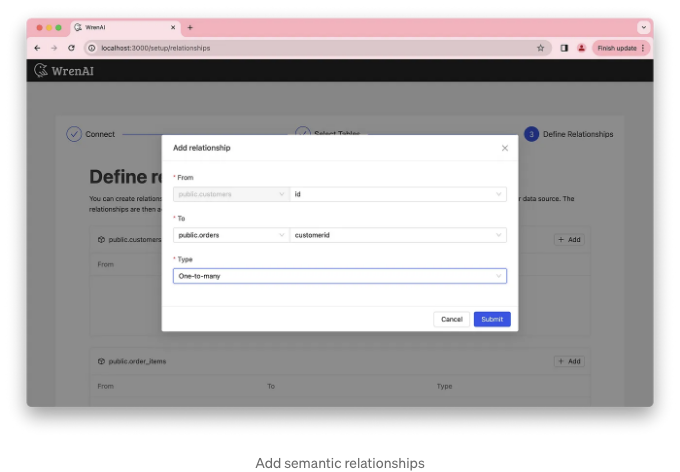 WrenAI
localhost:3000/setup/relationships
Finish update
WrenAI
Connect
Select Tables
3 Define Relationships
Add relationship
Define r
* From
public.customers id
You can create relations
r data source. The
relationships are then a
* To
public.orders customerid
public.customers
+ Add
* Type
From
One-to-many
Cancel Submit
public.order_items
+ Add
From To Type
Add semantic relationships